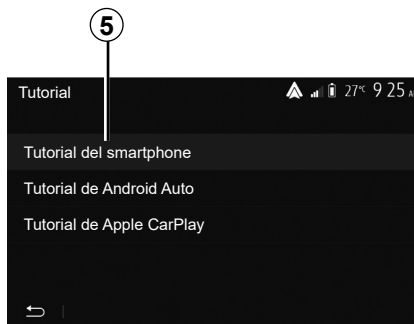 5
Tutorial
27°C 9 25
Tutorial del smartphone
Tutorial de Android Auto
Tutorial de Apple CarPlay